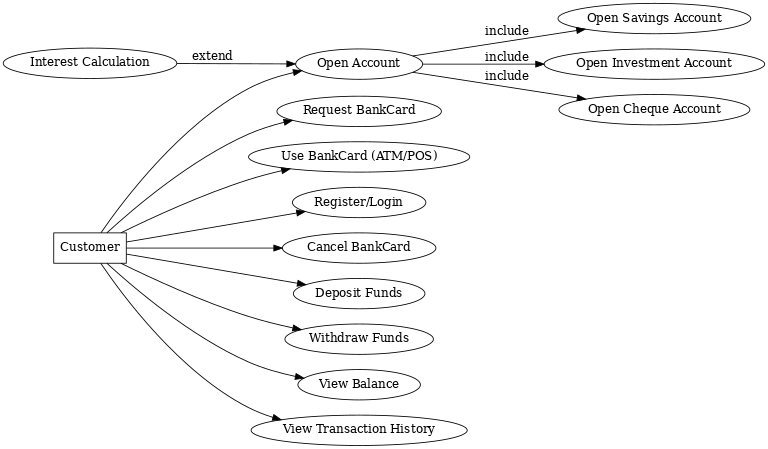 include
Open Savings Account
Interest Calculation
extend
Open Account
include
Open Investment Account
include
Open Cheque Account
Request BankCard
Use BankCard (ATM/POS)
Register/Login
Customer
Cancel BankCard
Deposit Funds
Withdraw Funds
View Balance
View Transaction History